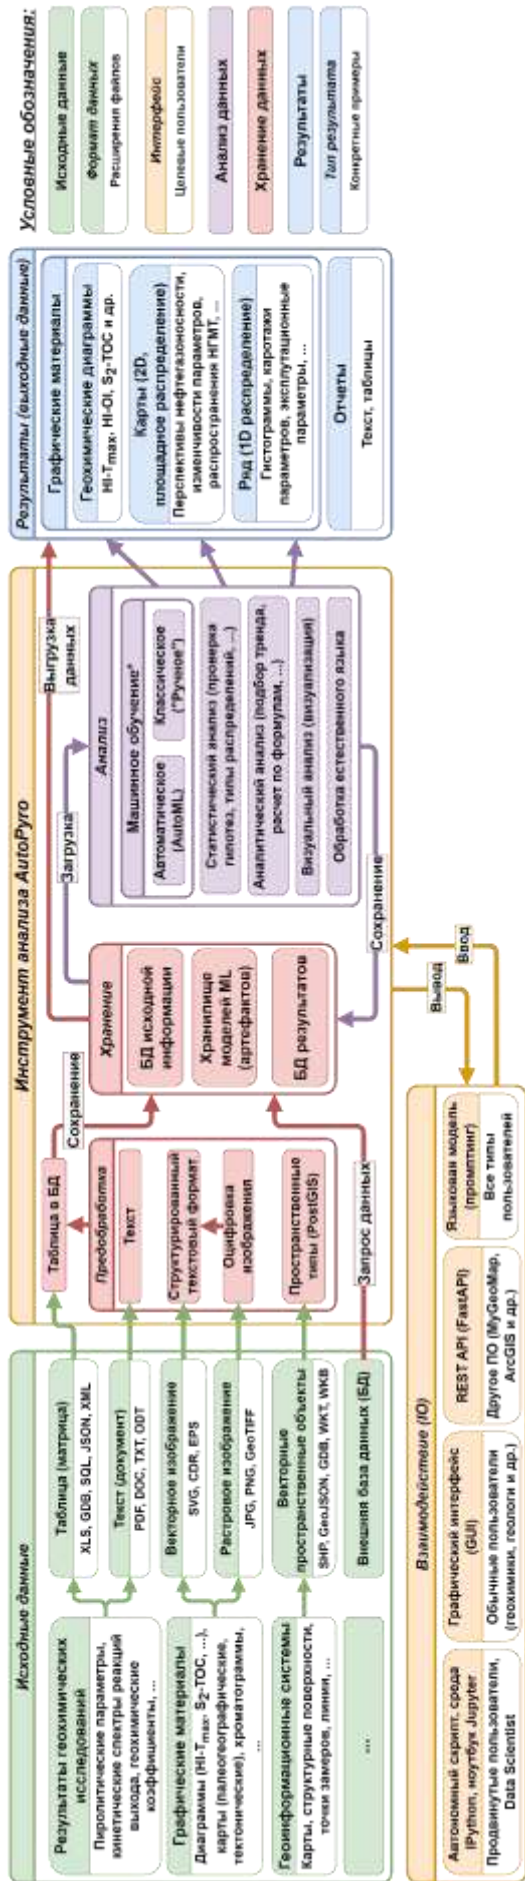 Исходные данные
Результаты геохимических
исследований
Пиролитические параметры,
кинетические спектры реакций
выхода, геохимические
коэффициенты, ...
Графические материалы
Диаграммы (HI-Tmax, S2-TOC, ...),
карты (палеогеографические,
тектонические), хроматограммы,
...
Геоинформационные системы
Карты, структурные поверхности,
точки замеров, линии, ...
...
Таблица (матрица)
XLS, GDB, SQL, JSON, XML
Текст (документ)
PDF, DOC, TXT, ODT
Векторное изображение
SVG, CDR, EPS
Растровое изображение
JPG, PNG, GeoTIFF
Векторные
пространственные объекты
SHP, GeoJSON, GDB, WKT, WKB
Внешняя база данных (БД)
Инструмент анализа AutoPyro
Таблица в БД
Сохранение
Предобработка
Текст
Структурированный
текстовый формат
Оцифровка
изображения
Пространственные
типы (PostGIS)
Запрос данных
Хранение
БД исходной
информации
Хранилище
моделей ML
(артефактов)
БД результатов
Загрузка
Выгрузка
данных
Анализ
Машинное обучение*
Автоматическое
(AutoML)
Классическое
("Ручное")
Статистический анализ (проверка
гипотез, типы распределений, ...)
Аналитический анализ (подбор тренда,
расчет по формулам, ...)
Визуальный анализ (визуализация)
Обработка естественного языка
Сохранение
Вывод
Ввод
Результаты (выходные данные)
Графические материалы
Геохимические диаграммы
HI-Tmax, HI-OI, S2-TOC и др.
Карты (2D,
площадное распределение)
Перспективы нефтегазоносности,
изменчивости параметров,
распространения НГМТ, ...
Ряд (1D распределение)
Гистограммы, каротажи
параметров, эксплутационные
параметры, ...
Отчеты
Текст, таблицы
Условные обозначения:
Исходные данные
Формат данных
Расширения файлов
Интерфейс
Целевые пользователи
Анализ данных
Хранение данных
Результаты
Тип результата
Конкретные примеры
Взаимодействие (IO)
Автономный скрипт, среда
IPython, ноутбук Jupyter
Продвинутые пользователи,
Data Scientist
Графический интерфейс
(GUI)
Обычные пользователи
(геохимики, геологи и др.)
REST API (FastAPI)
Другое ПО (MyGeoMap,
ArcGIS и др.)
Языковая модель
(промптинг)
Все типы
пользователей